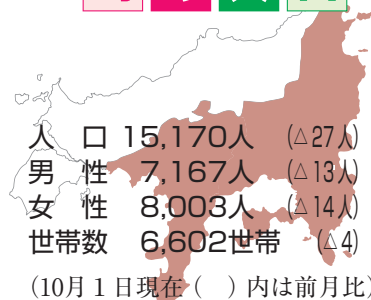 人 口 15,170人 (△27人)
男 性 7,167人 (△13人)
女 性 8,003人 (△14人)
世帯数 6,602世帯 (△4)
(10月1日現在( )内は前月比)